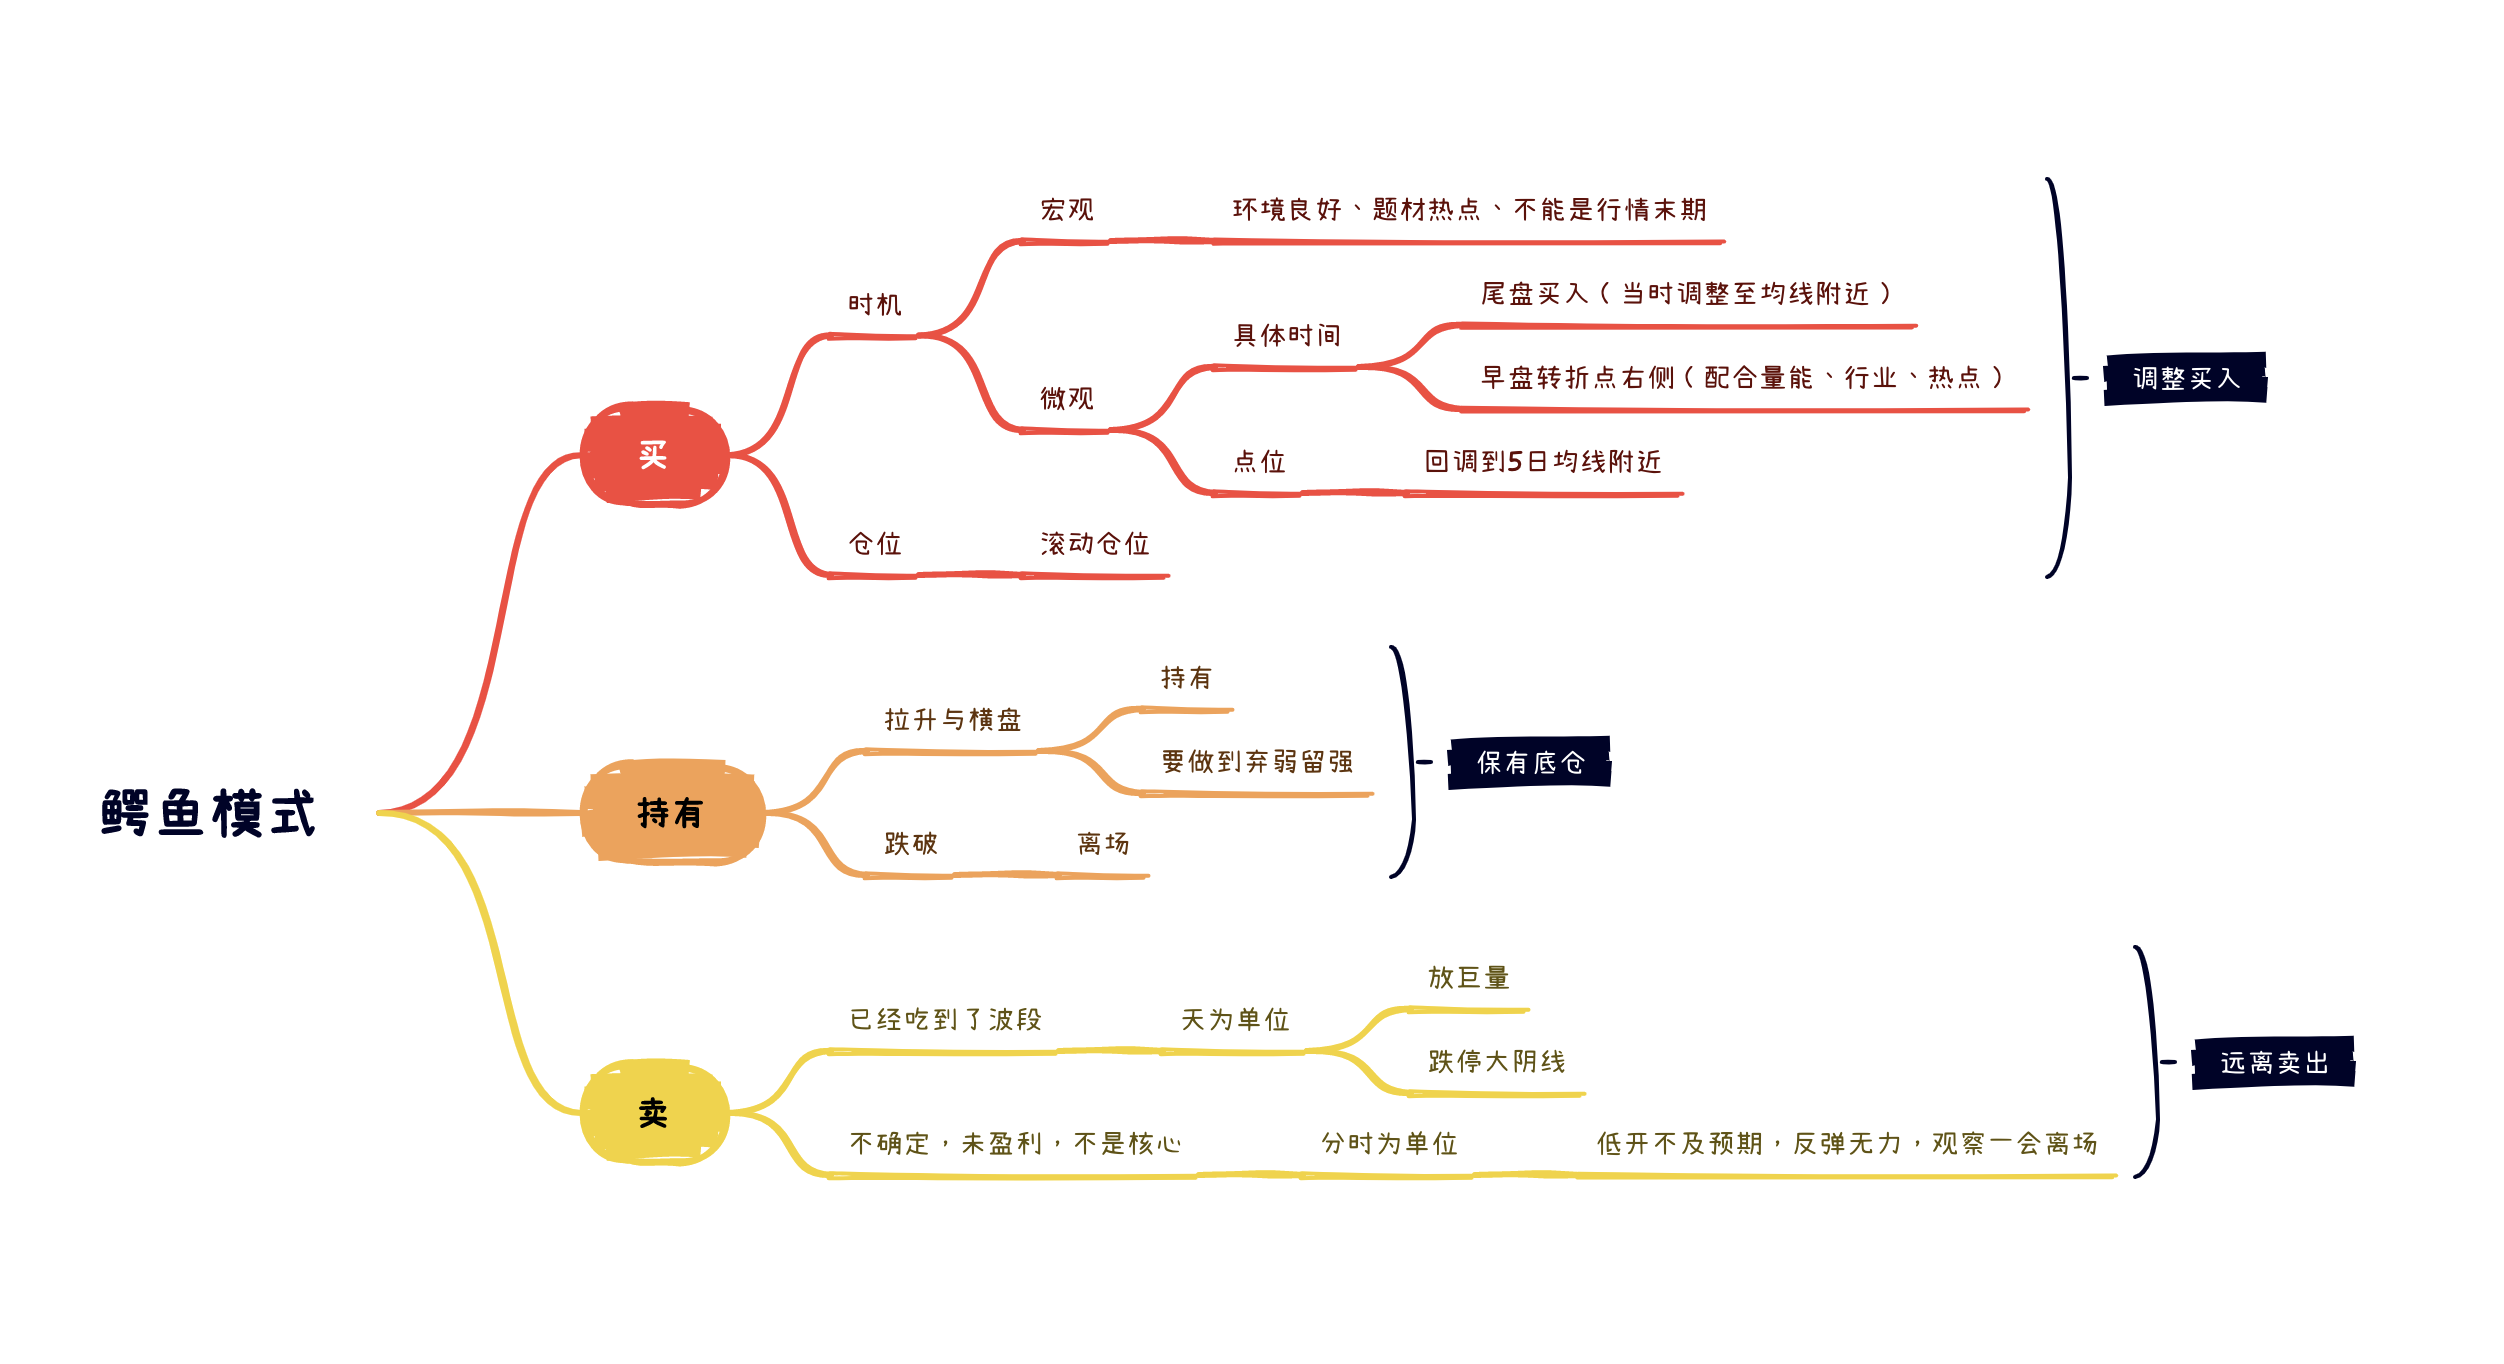 鳄鱼模式
买
时机
宏观
环境良好、题材热点、不能是行情末期
微观
具体时间
尾盘买入（当时调整至均线附近）
早盘转折点右侧（配合量能、行业、热点）
点位
回调到5日均线附近
仓位
滚动仓位
调整买入
持有
拉升与横盘
持有
要做到弃弱留强
跌破
离场
保有底仓
卖
已经吃到了波段
天为单位
放巨量
跌停大阴线
不确定，未盈利，不是核心
分时为单位
低开不及预期，反弹无力，观察一会离场
远离卖出